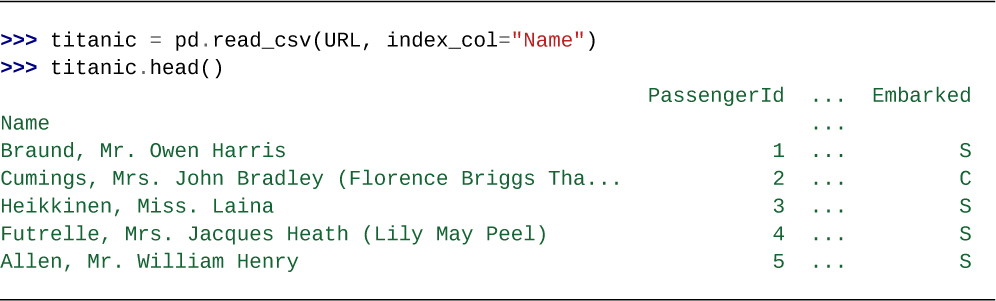 >>> titanic = pd.read_csv(URL, index_col="Name")
>>> titanic.head()
PassengerId ... Embarked
Name ...
Braund, Mr. Owen Harris 1 ... S
Cumings, Mrs. John Bradley (Florence Briggs Tha... 2 ... C
Heikkinen, Miss. Laina 3 ... S
Futrelle, Mrs. Jacques Heath (Lily May Peel) 4 ... S
Allen, Mr. William Henry 5 ... S